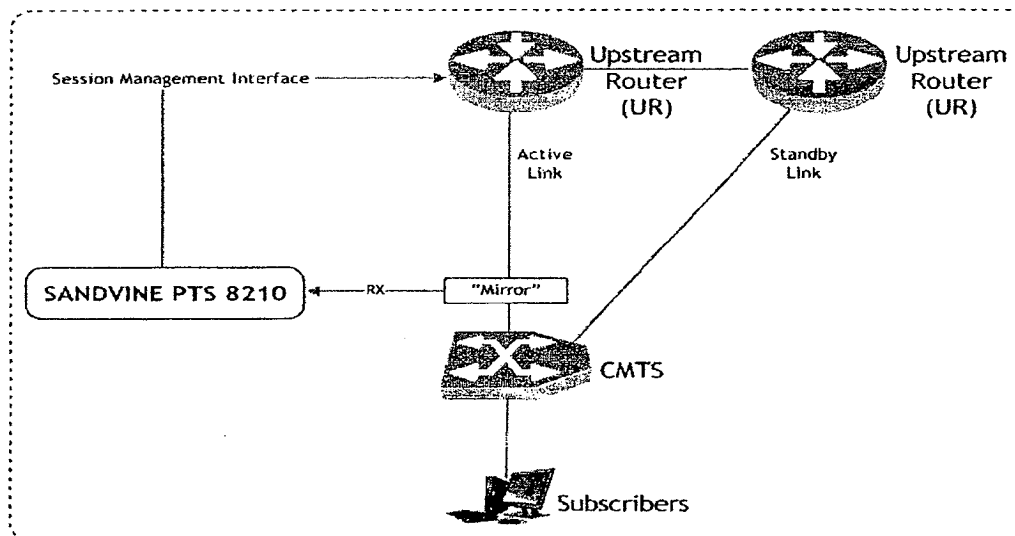 Session Management Interface
Upstream
Router
(UR)
Upstream
Router
(UR)
Active
Link
Standby
Link
SANDVINE PTS 8210
RX
"Mirror"
CMTS
Subscribers